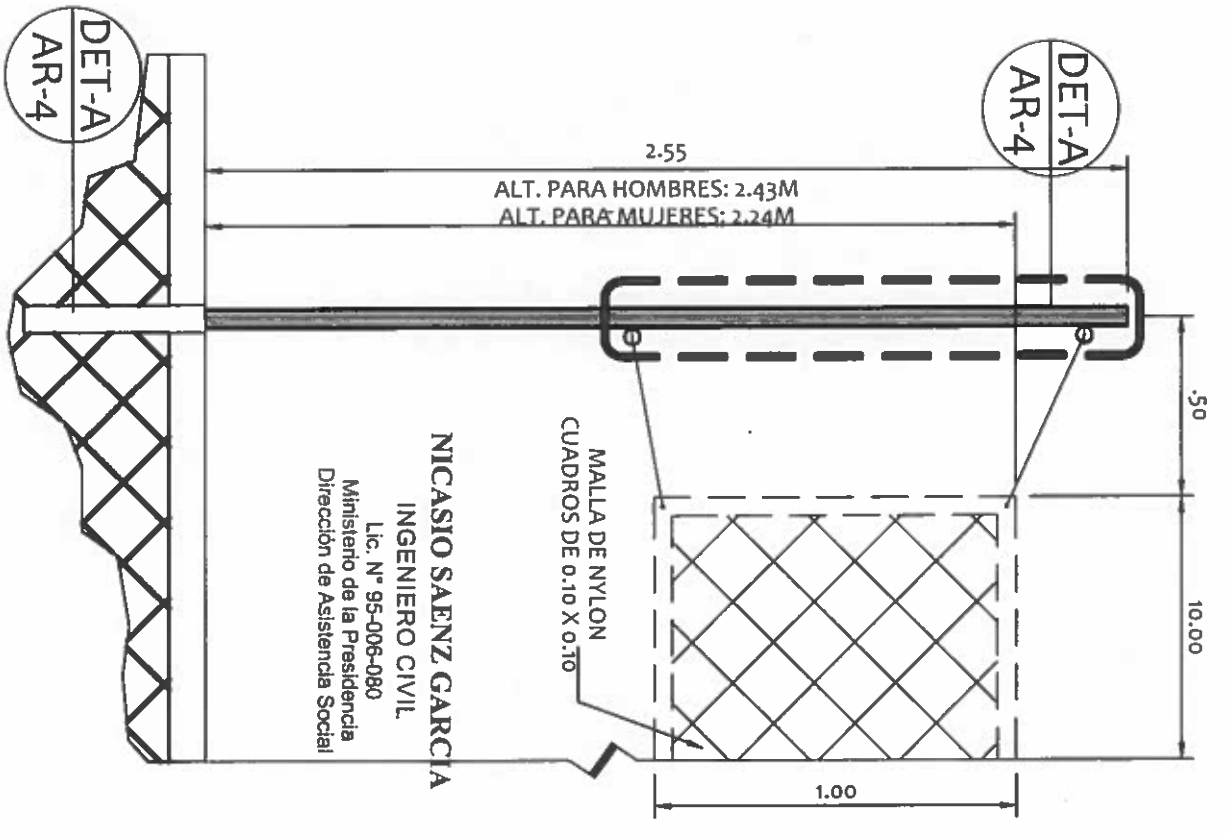 DET-A
AR-4
DET-A
AR-4
2.55
ALT. PARA HOMBRES: 2.43M
ALT. PARA MUJERES: 2.24M
.50
10.00
MALLA DE NYLON
CUADROS DE 0.10 X 0.10
NICASIO SAENZ GARCIA
INGENIERO CIVIL
Lic. N° 95-006-080
Ministerio de la Presidencia
Dirección de Asistencia Social
1.00